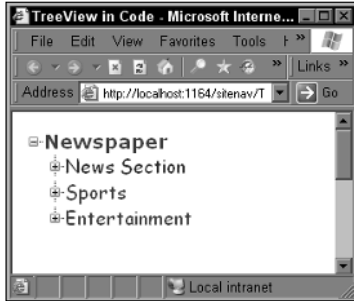 TreeView in Code - Microsoft Interne...
File Edit View Favorites Tools »
» Links »
Address http://localhost:1164/sitenav/T Go
Newspaper
News Section
Sports
Entertainment
Local intranet